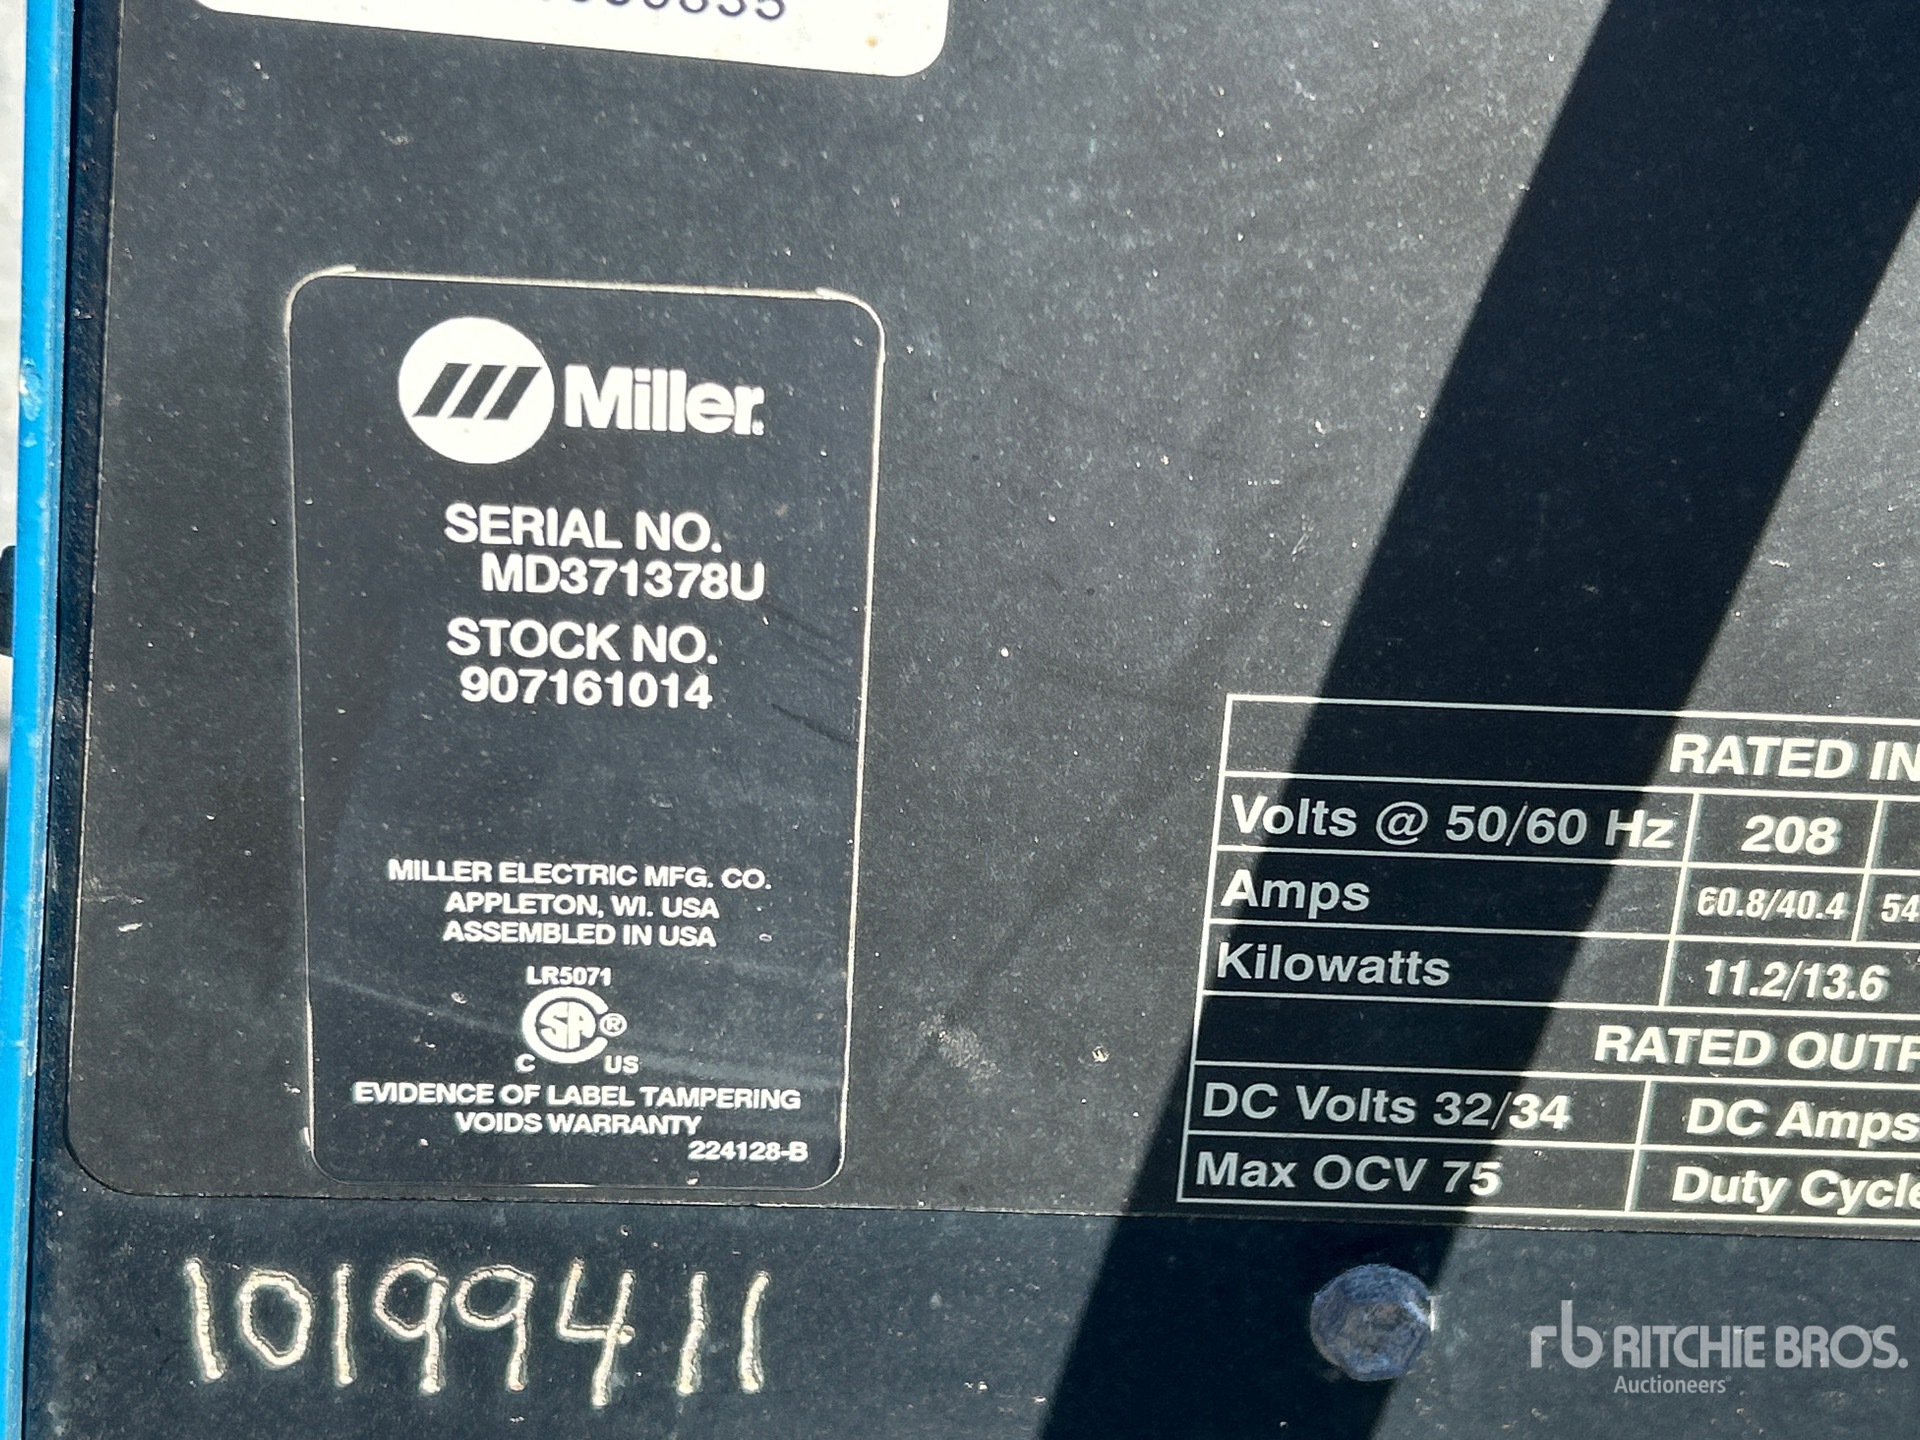 Miller®
SERIAL NO.
MD371378U
STOCK NO.
907161014
MILLER ELECTRIC MFG. CO.
APPLETON, WI. USA
ASSEMBLED IN USA
LR5071
CSA®
C US
EVIDENCE OF LABEL TAMPERING
VOIDS WARRANTY
224128-B
RATED IN
Volts @ 50/60 Hz 208
Amps 60.8/40.4 54
Kilowatts 11.2/13.6
RATED OUTP
DC Volts 32/34 DC Amps
Max OCV 75 Duty Cycle
10199411
rb RITCHIE BROS.
Auctioneers